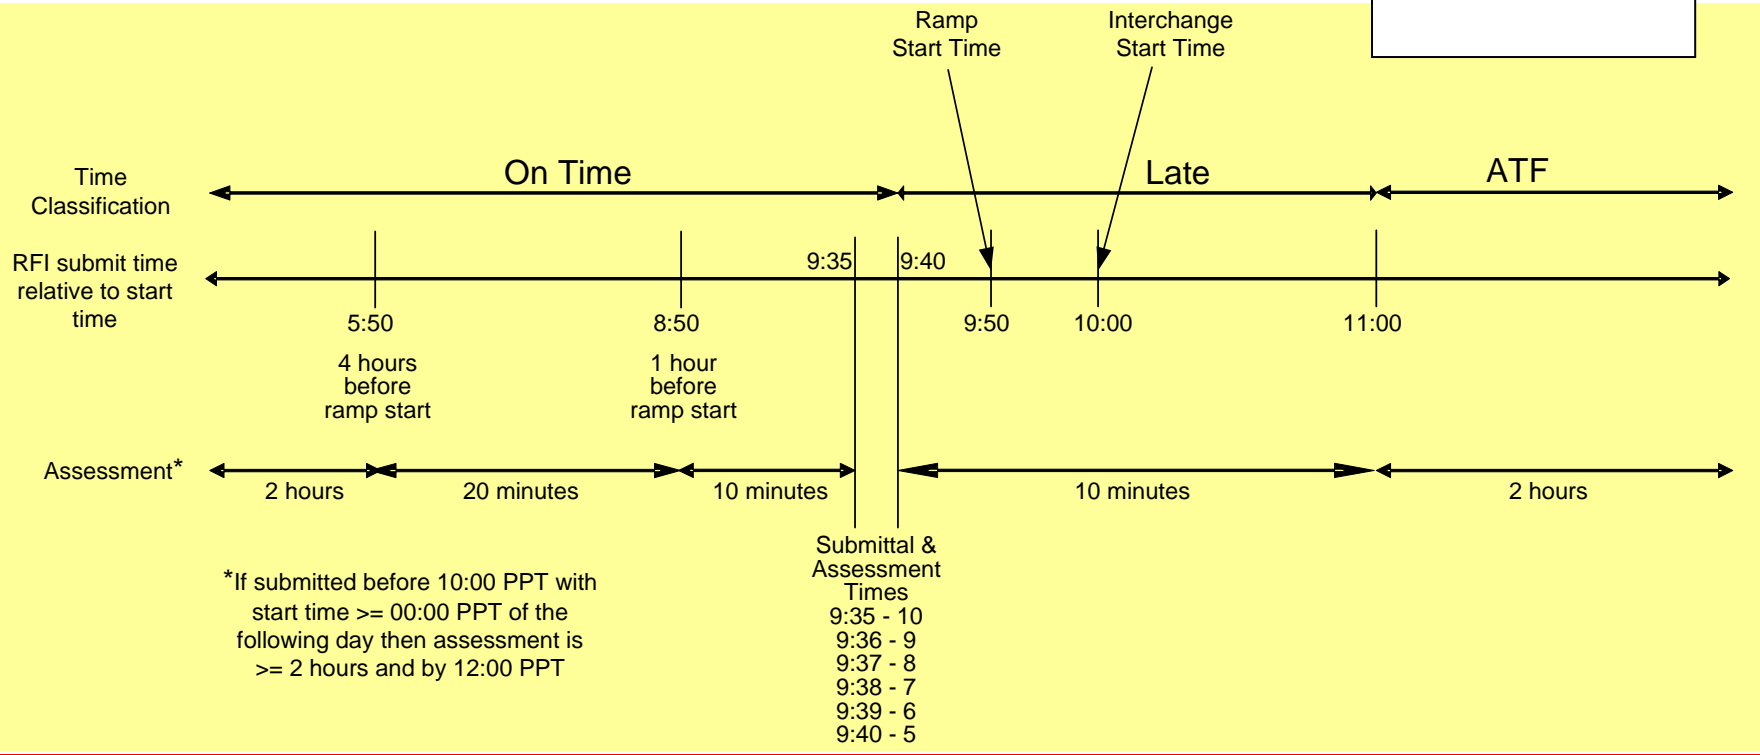 Ramp
Start Time
Interchange
Start Time
Time
Classification
On Time
Late
ATF
RFI submit time
relative to start
time
9:35
9:40
5:50
8:50
9:50
10:00
11:00
4 hours
before
ramp start
1 hour
before
ramp start
Assessment*
2 hours
20 minutes
10 minutes
10 minutes
2 hours
*If submitted before 10:00 PPT with
start time >= 00:00 PPT of the
following day then assessment is
>= 2 hours and by 12:00 PPT
Submittal &
Assessment
Times
9:35 - 10
9:36 - 9
9:37 - 8
9:38 - 7
9:39 - 6
9:40 - 5